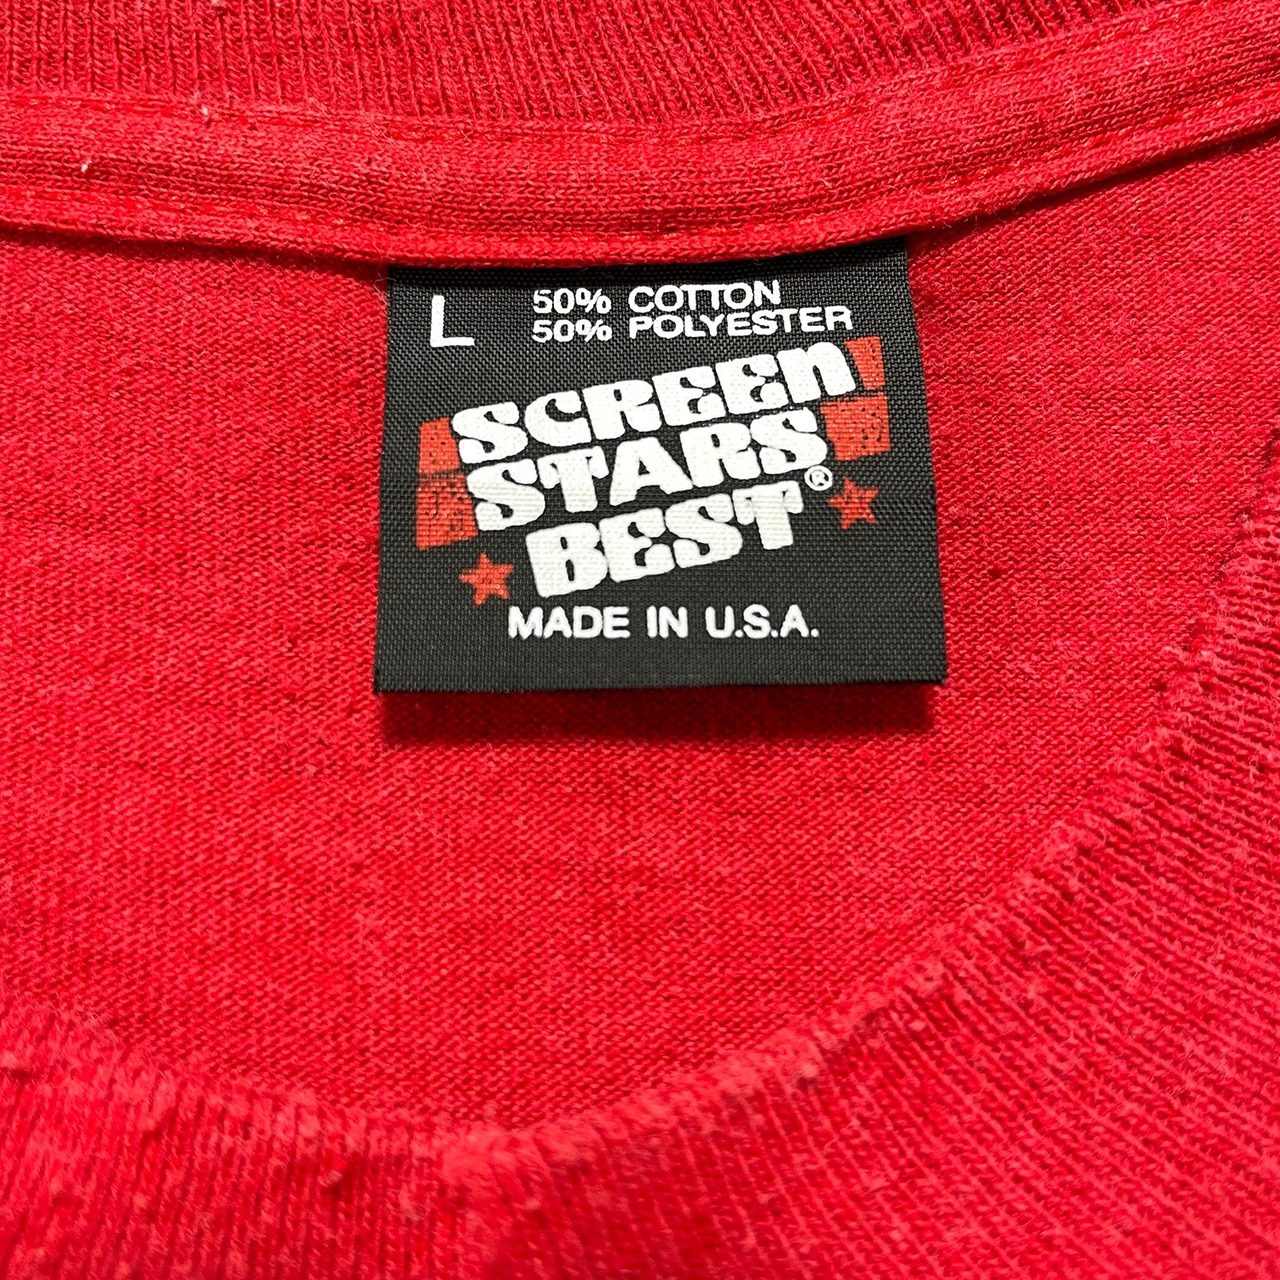 L 50% COTTON
50% POLYESTER
SCREEN
STARS
BEST®
MADE IN U.S.A.